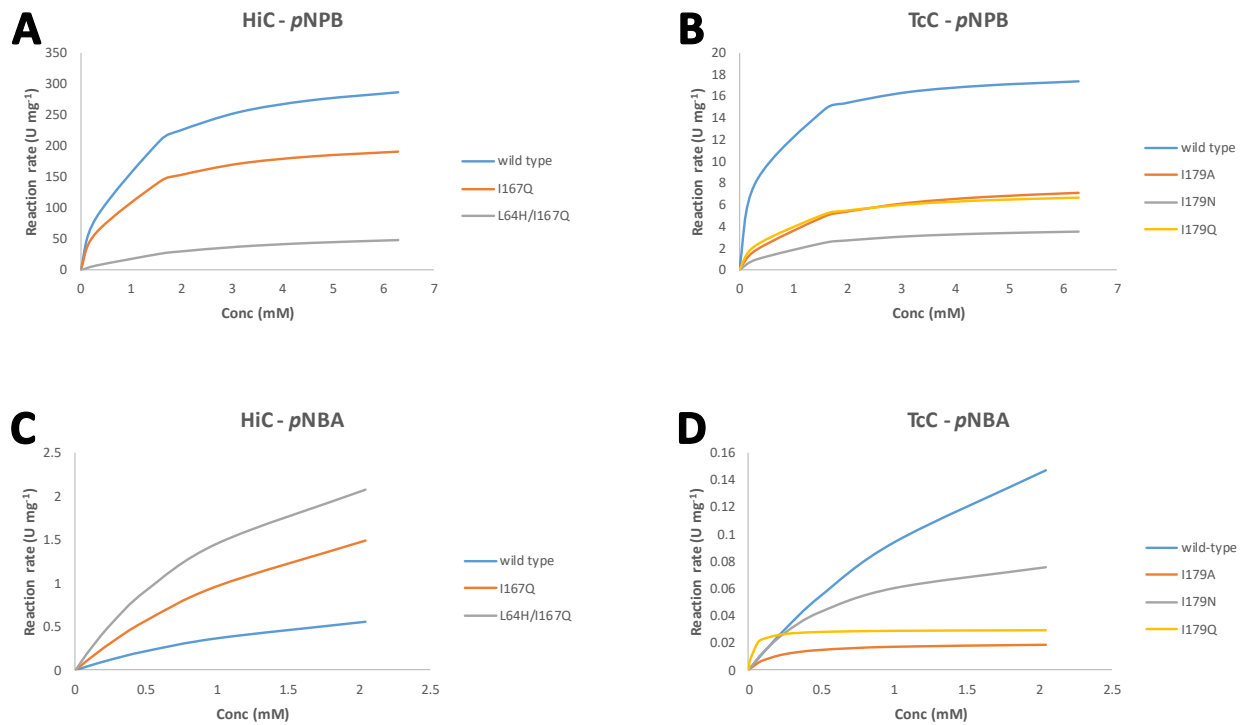 A
HiC - pNPB
Reaction rate (U mg⁻¹)
350
300
250
200
150
100
50
0
0 1 2 3 4 5 6 7
Conc (mM)
wild type
I167Q
L64H/I167Q
B
TcC - pNPB
Reaction rate (U mg⁻¹)
20
18
16
14
12
10
8
6
4
2
0
0 1 2 3 4 5 6 7
Conc (mM)
wild type
I179A
I179N
I179Q
C
HiC - pNBA
Reaction rate (U mg⁻¹)
2.5
2
1.5
1
0.5
0
0 0.5 1 1.5 2 2.5
Conc (mM)
wild type
I167Q
L64H/I167Q
D
TcC - pNBA
Reaction rate (U mg⁻¹)
0.16
0.14
0.12
0.1
0.08
0.06
0.04
0.02
0
0 0.5 1 1.5 2 2.5
Conc (mM)
wild-type
I179A
I179N
I179Q